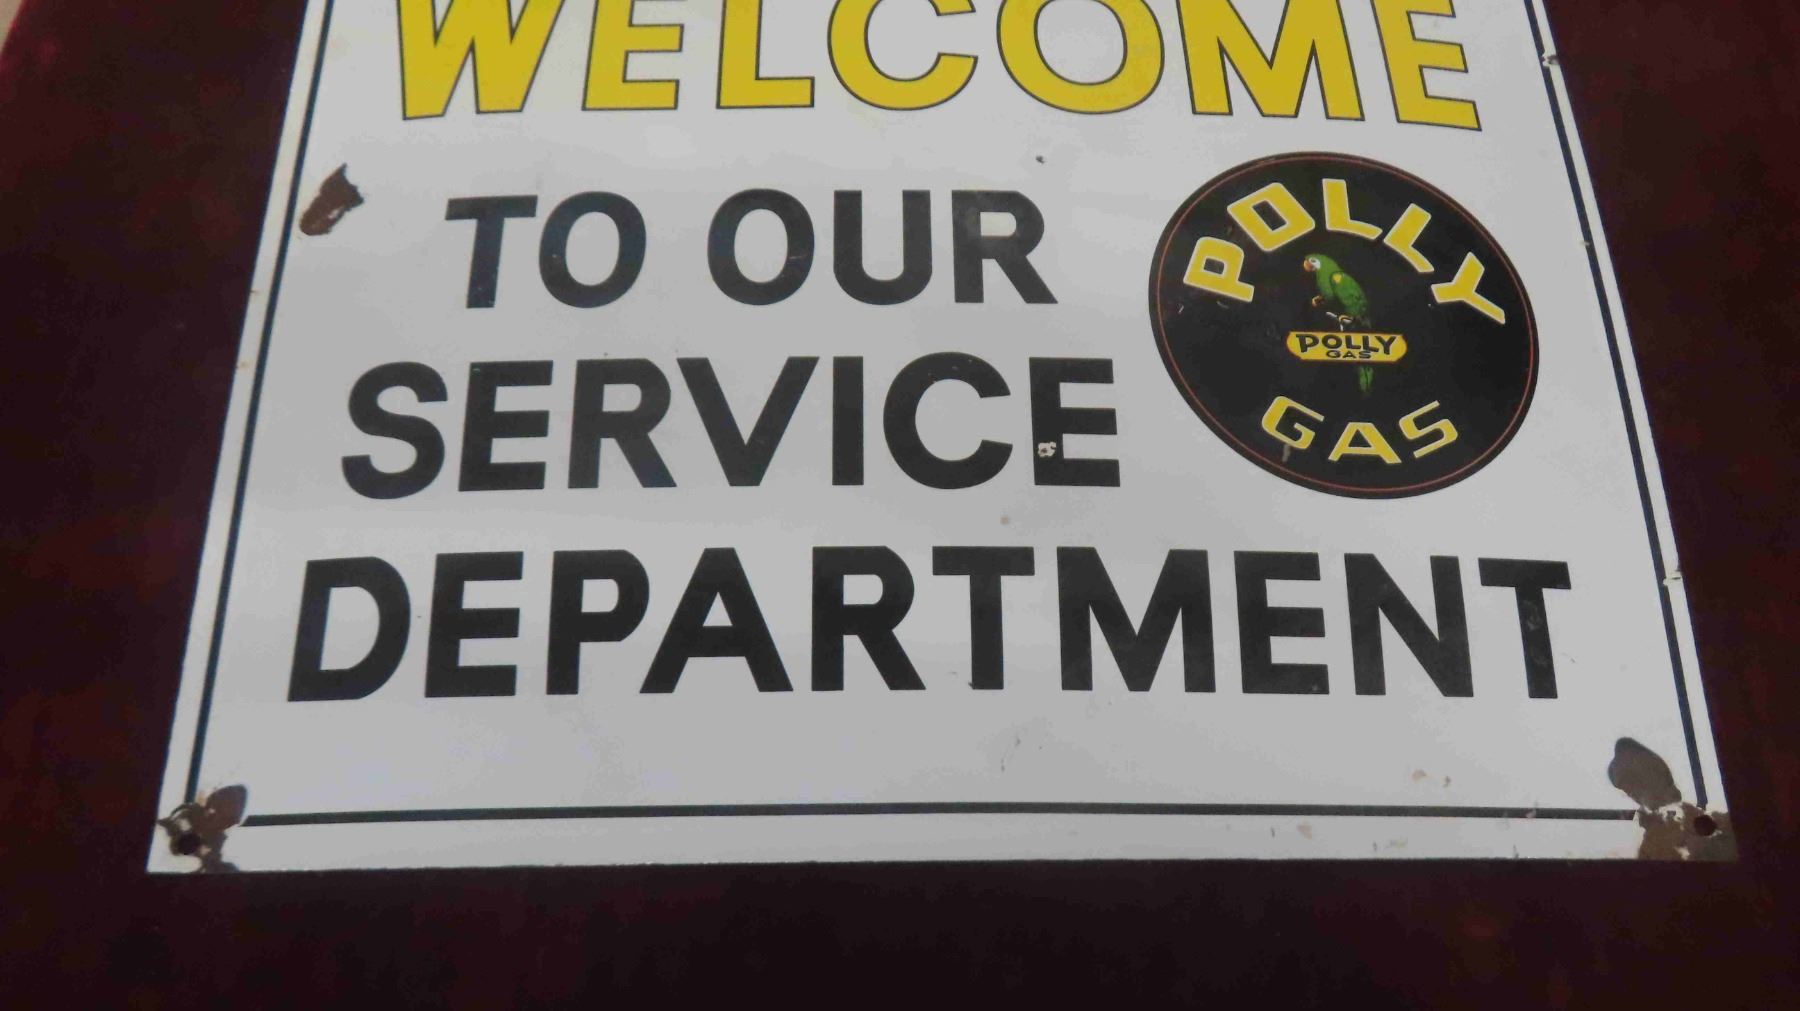 WELCOME
TO OUR
SERVICE
DEPARTMENT
POLLY
POLLY
GAS
GAS